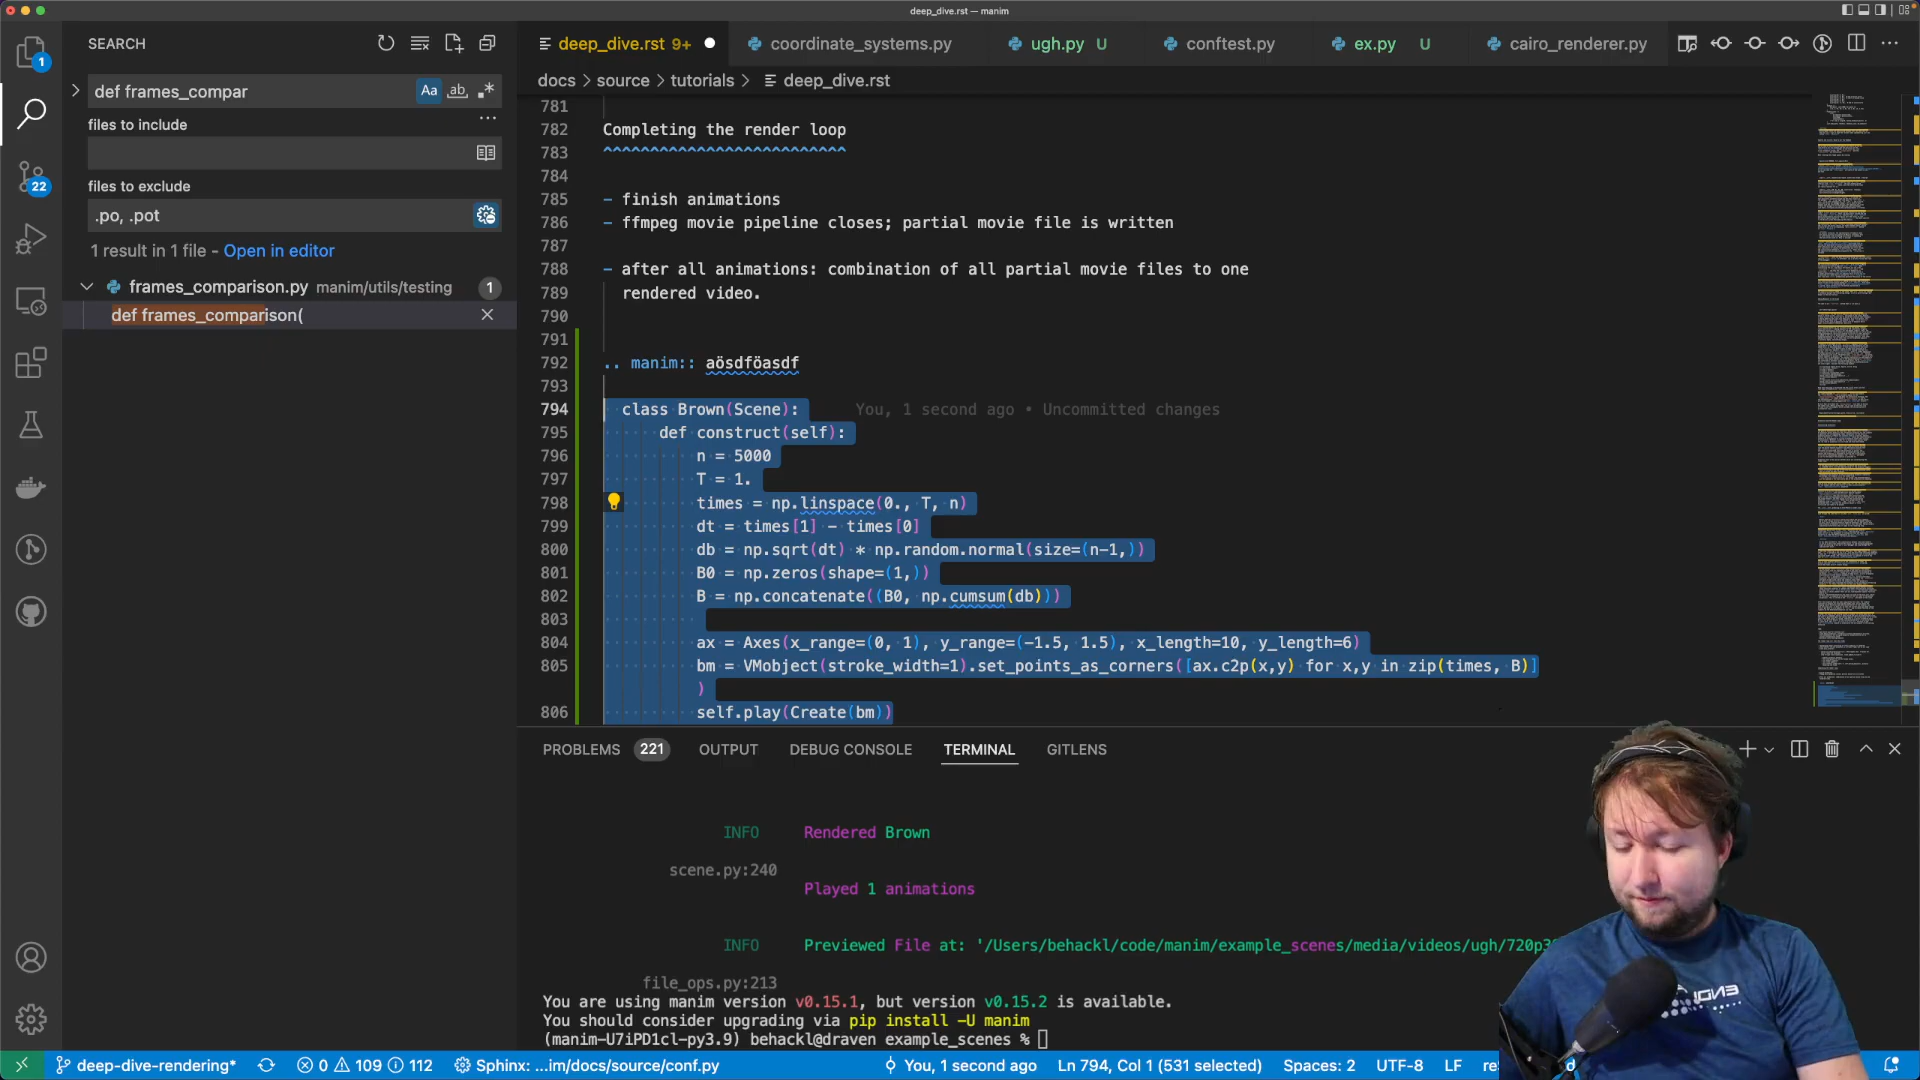 deep_dive.rst — manim
SEARCH
def frames_compar
Aa
ab
files to include
files to exclude
.po, .pot
1 result in 1 file - Open in editor
frames_comparison.py manim/utils/testing 1
def frames_comparison(
1
22
deep_dive.rst 9+
coordinate_systems.py
ugh.py U
conftest.py
ex.py U
cairo_renderer.py
docs > source > tutorials > deep_dive.rst
781
782 Completing the render loop
783 ^^^^^^^^^^^^^^^^^^^^^^^^^^
784
785 - finish animations
786 - ffmpeg movie pipeline closes; partial movie file is written
787
788 - after all animations: combination of all partial movie files to one
789 rendered video.
790
791
792 .. manim:: aösdföasdf
793
794 class Brown(Scene): You, 1 second ago • Uncommitted changes
795 def construct(self):
796 n = 5000
797 T = 1.
798 times = np.linspace(0., T, n)
799 dt = times[1] - times[0]
800 db = np.sqrt(dt) * np.random.normal(size=(n-1,))
801 B0 = np.zeros(shape=(1,))
802 B = np.concatenate((B0, np.cumsum(db)))
803
804 ax = Axes(x_range=(0, 1), y_range=(-1.5, 1.5), x_length=10, y_length=6)
805 bm = VMobject(stroke_width=1).set_points_as_corners([ax.c2p(x,y) for x,y in zip(times, B)]
)
806 self.play(Create(bm))
PROBLEMS 221 OUTPUT DEBUG CONSOLE TERMINAL GITLENS
INFO Rendered Brown
scene.py:240
Played 1 animations
INFO Previewed File at: '/Users/behackl/code/manim/example_scenes/media/videos/ugh/720p3
file_ops.py:213
You are using manim version v0.15.1, but version v0.15.2 is available.
You should consider upgrading via pip install -U manim
(manim-U7iPD1cl-py3.9) behackl@draven example_scenes %
deep-dive-rendering* 0 109 112 Sphinx: ...im/docs/source/conf.py You, 1 second ago Ln 794, Col 1 (531 selected) Spaces: 2 UTF-8 LF